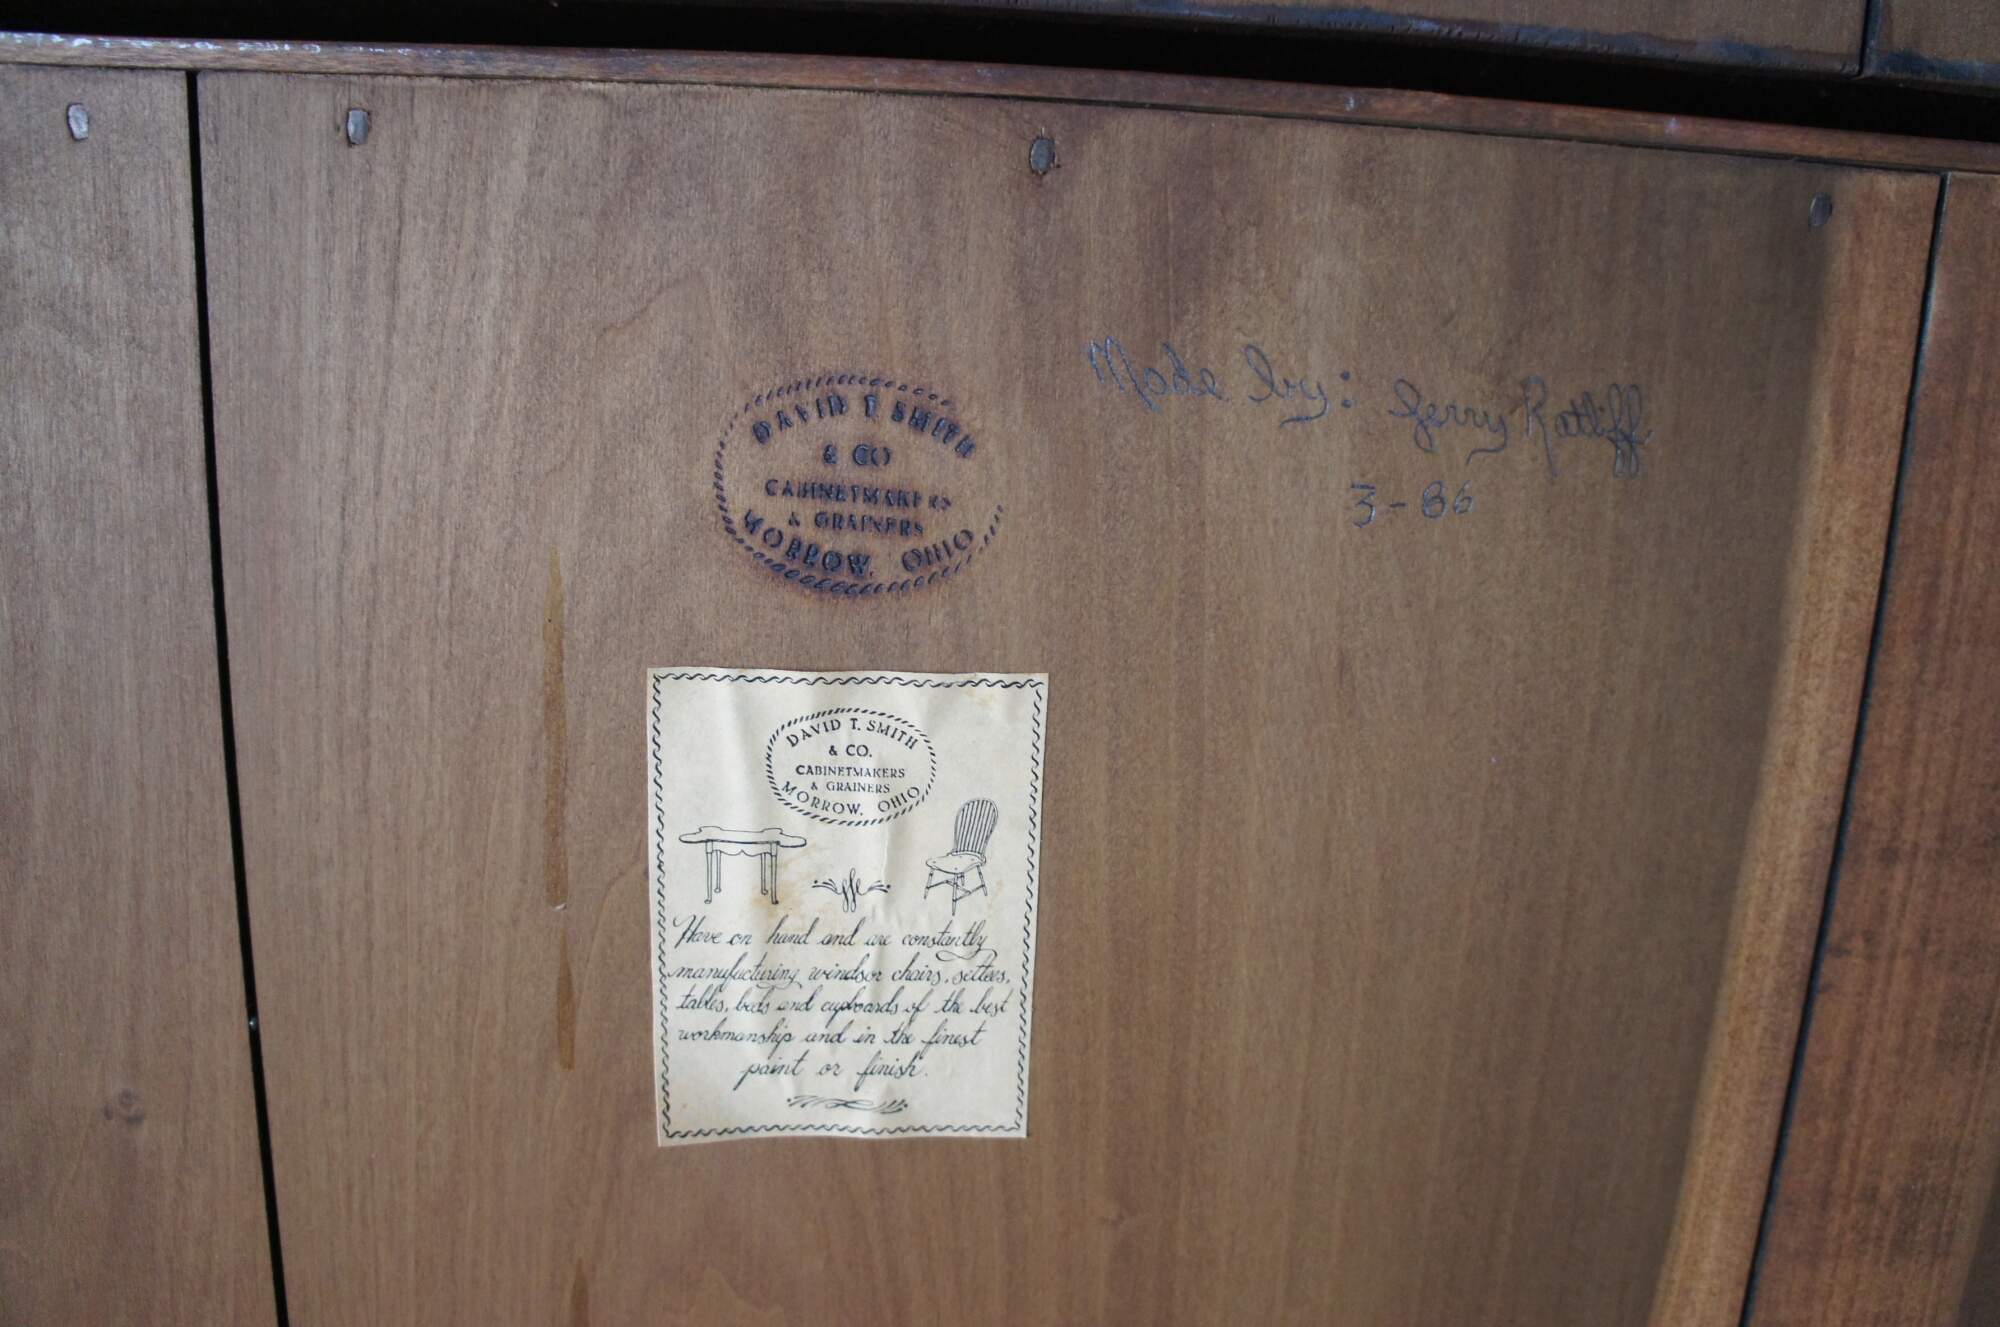 DAVID T. SMITH
& CO
CABINETMAKERS
& GRAINERS
MORROW, OHIO
Made by: Jerry Ratliff
3-86
DAVID T. SMITH
& CO.
CABINETMAKERS
& GRAINERS
MORROW, OHIO
Have on hand and are constantly
manufacturing windsor chairs, settees,
tables, beds and cupboards of the best
workmanship and in the finest
paint or finish.